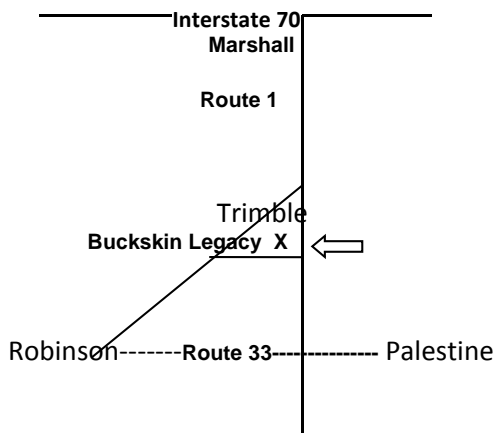 Interstate 70
Marshall
Route 1
Trimble
Buckskin Legacy X
Robinson-------Route 33------------- Palestine